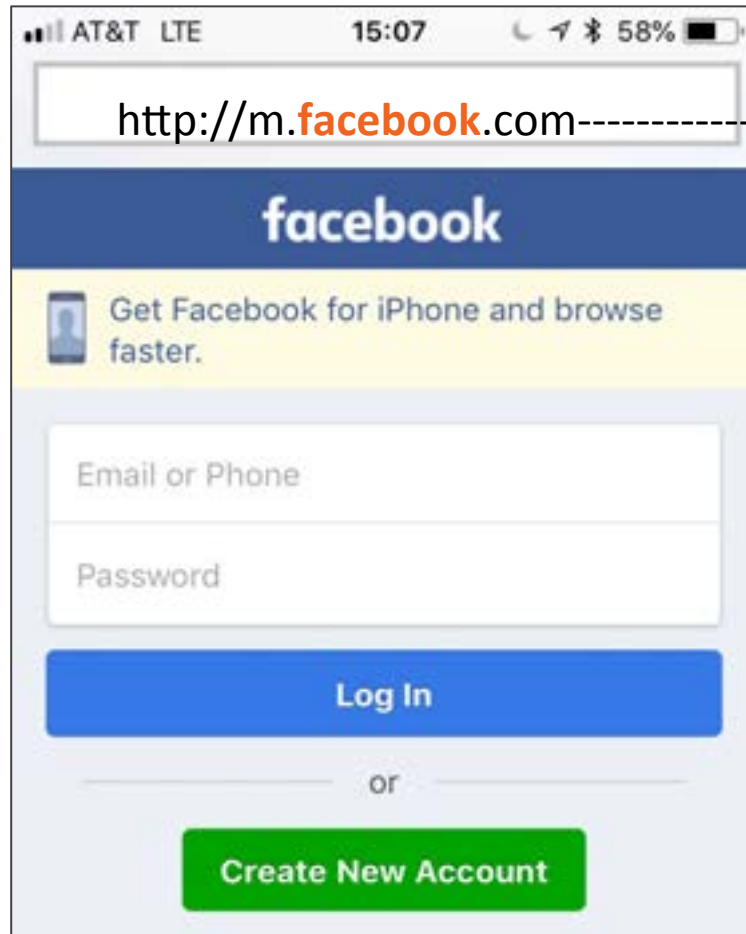 AT&T LTE 15:07 58%
http://m.facebook.com------------
facebook
Get Facebook for iPhone and browse
faster.
Email or Phone
Password
Log In
or
Create New Account